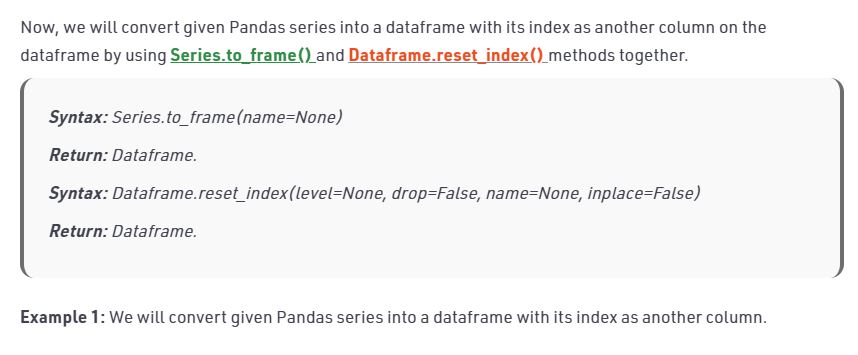 Now, we will convert given Pandas series into a dataframe with its index as another column on the
dataframe by using Series.to_frame() and Dataframe.reset_index() methods together.
Syntax: Series.to_frame(name=None)
Return: Dataframe.
Syntax: Dataframe.reset_index(level=None, drop=False, name=None, inplace=False)
Return: Dataframe.
Example 1: We will convert given Pandas series into a dataframe with its index as another column.